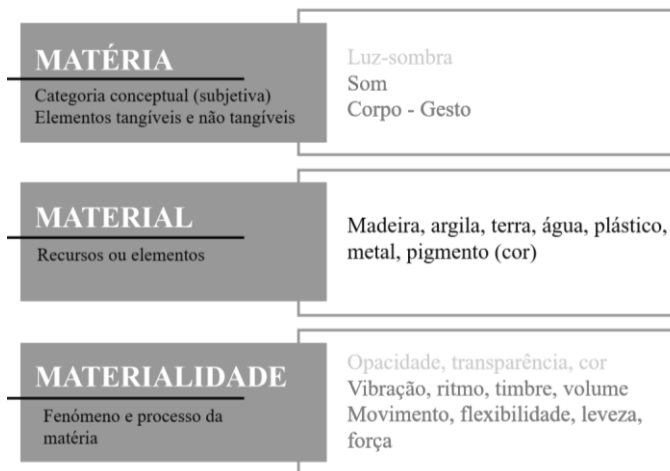 MATÉRIA
Categoria conceptual (subjetiva)
Elementos tangíveis e não tangíveis
Luz-sombra
Som
Corpo - Gesto
MATERIAL
Recursos ou elementos
Madeira, argila, terra, água, plástico,
metal, pigmento (cor)
MATERIALIDADE
Fenómeno e processo da
matéria
Opacidade, transparência, cor
Vibração, ritmo, timbre, volume
Movimento, flexibilidade, leveza,
força